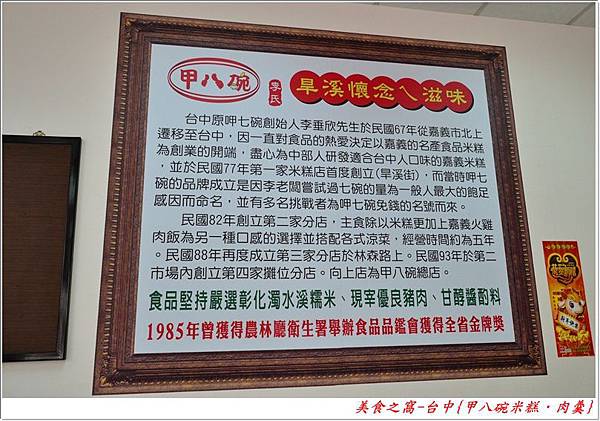 甲八碗
李氏
旱溪懷念ㄟ滋味
台中原呷七碗創始人李垂欣先生於民國67年從嘉義市北上
遷移至台中，因一直對食品的熱愛決定以嘉義的名產食品米糕
為創業的開端，盡心為中部人研發適合台中人口味的嘉義米糕
，並於民國77年第一家米糕店首度創立(旱溪街)，而當時呷七
碗的品牌成立是因李老闆嘗試過七碗的量為一般人最大的飽足
感因而命名，並有多名挑戰者為呷七碗免錢的名號而來。
民國82年創立第二家分店，主食除以米糕更加上嘉義火雞
肉飯為另一種口感的選擇並搭配各式涼菜，經營時間約為五年
。民國88年再度成立第三家分店於林森路上。民國93年於第二
市場內創立第四家攤位分店。向上店為甲八碗總店。
食品堅持嚴選彰化濁水溪糯米、現宰優良豬肉、甘醇醬酌料
1985年曾獲得農林廳衛生署舉辦食品品鑑會獲得全省金牌獎
美食之窩-台中{甲八碗米糕‧肉羹}